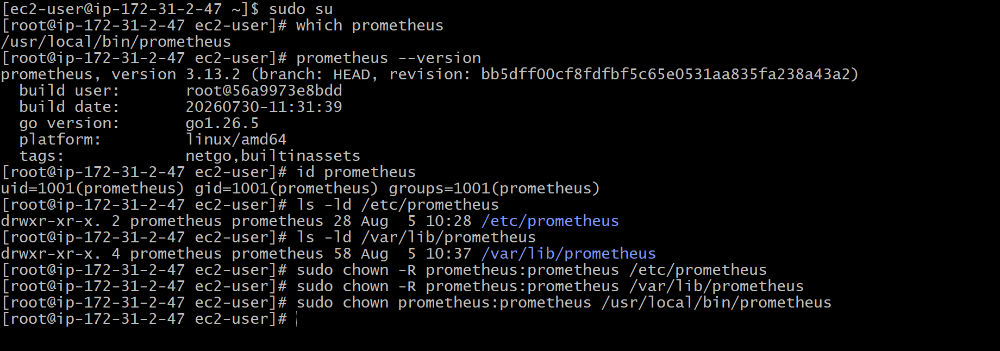 [ec2-user@ip-172-31-2-47 ~]$ sudo su
[root@ip-172-31-2-47 ec2-user]# which prometheus
/usr/local/bin/prometheus
[root@ip-172-31-2-47 ec2-user]# prometheus --version
prometheus, version 3.13.2 (branch: HEAD, revision: bb5dff00cf8fdfbf5c65e0531aa835fa238a43a2)
  build user:       root@56a9973e8bdd
  build date:       20260730-11:31:39
  go version:       go1.26.5
  platform:         linux/amd64
  tags:             netgo,builtinassets
[root@ip-172-31-2-47 ec2-user]# id prometheus
uid=1001(prometheus) gid=1001(prometheus) groups=1001(prometheus)
[root@ip-172-31-2-47 ec2-user]# ls -ld /etc/prometheus
drwxr-xr-x. 2 prometheus prometheus 28 Aug  5 10:28 /etc/prometheus
[root@ip-172-31-2-47 ec2-user]# ls -ld /var/lib/prometheus
drwxr-xr-x. 4 prometheus prometheus 58 Aug  5 10:37 /var/lib/prometheus
[root@ip-172-31-2-47 ec2-user]# sudo chown -R prometheus:prometheus /etc/prometheus
[root@ip-172-31-2-47 ec2-user]# sudo chown -R prometheus:prometheus /var/lib/prometheus
[root@ip-172-31-2-47 ec2-user]# sudo chown prometheus:prometheus /usr/local/bin/prometheus
[root@ip-172-31-2-47 ec2-user]#